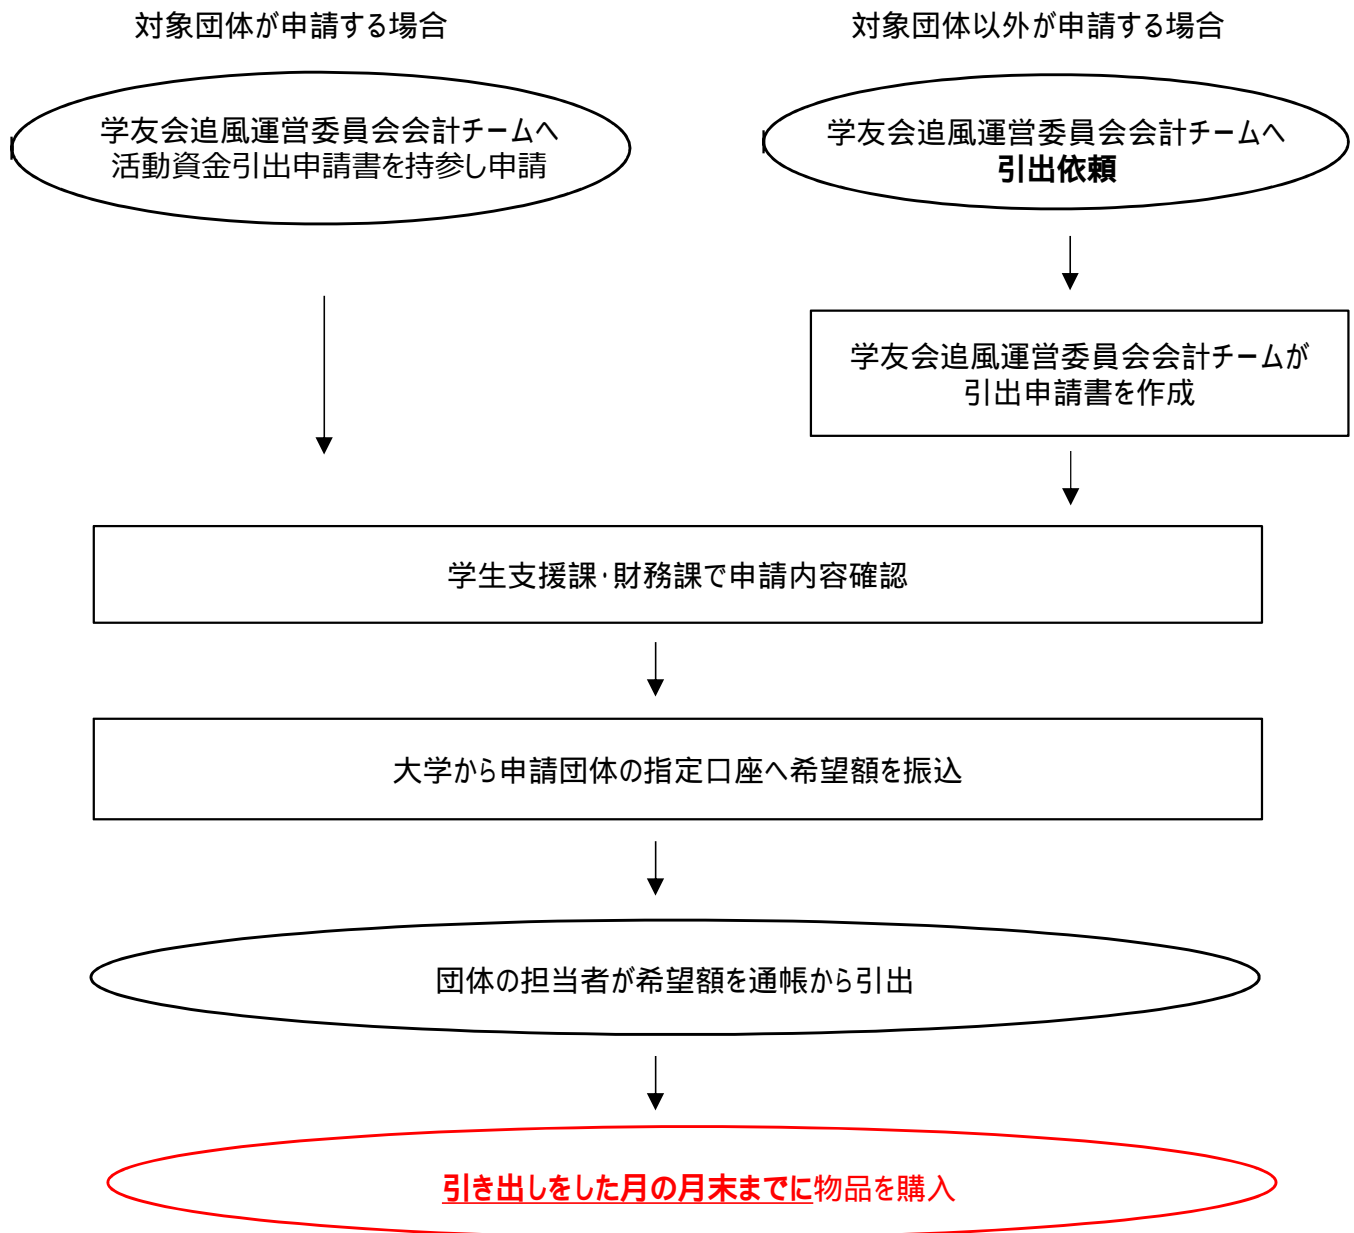 対象団体が申請する場合
対象団体以外が申請する場合
学友会追風運営委員会会計チームへ
活動資金引出申請書を持参し申請
学友会追風運営委員会会計チームへ
引出依頼
学友会追風運営委員会会計チームが
引出申請書を作成
学生支援課・財務課で申請内容確認
大学から申請団体の指定口座へ希望額を振込
団体の担当者が希望額を通帳から引出
引き出しをした月の月末までに物品を購入